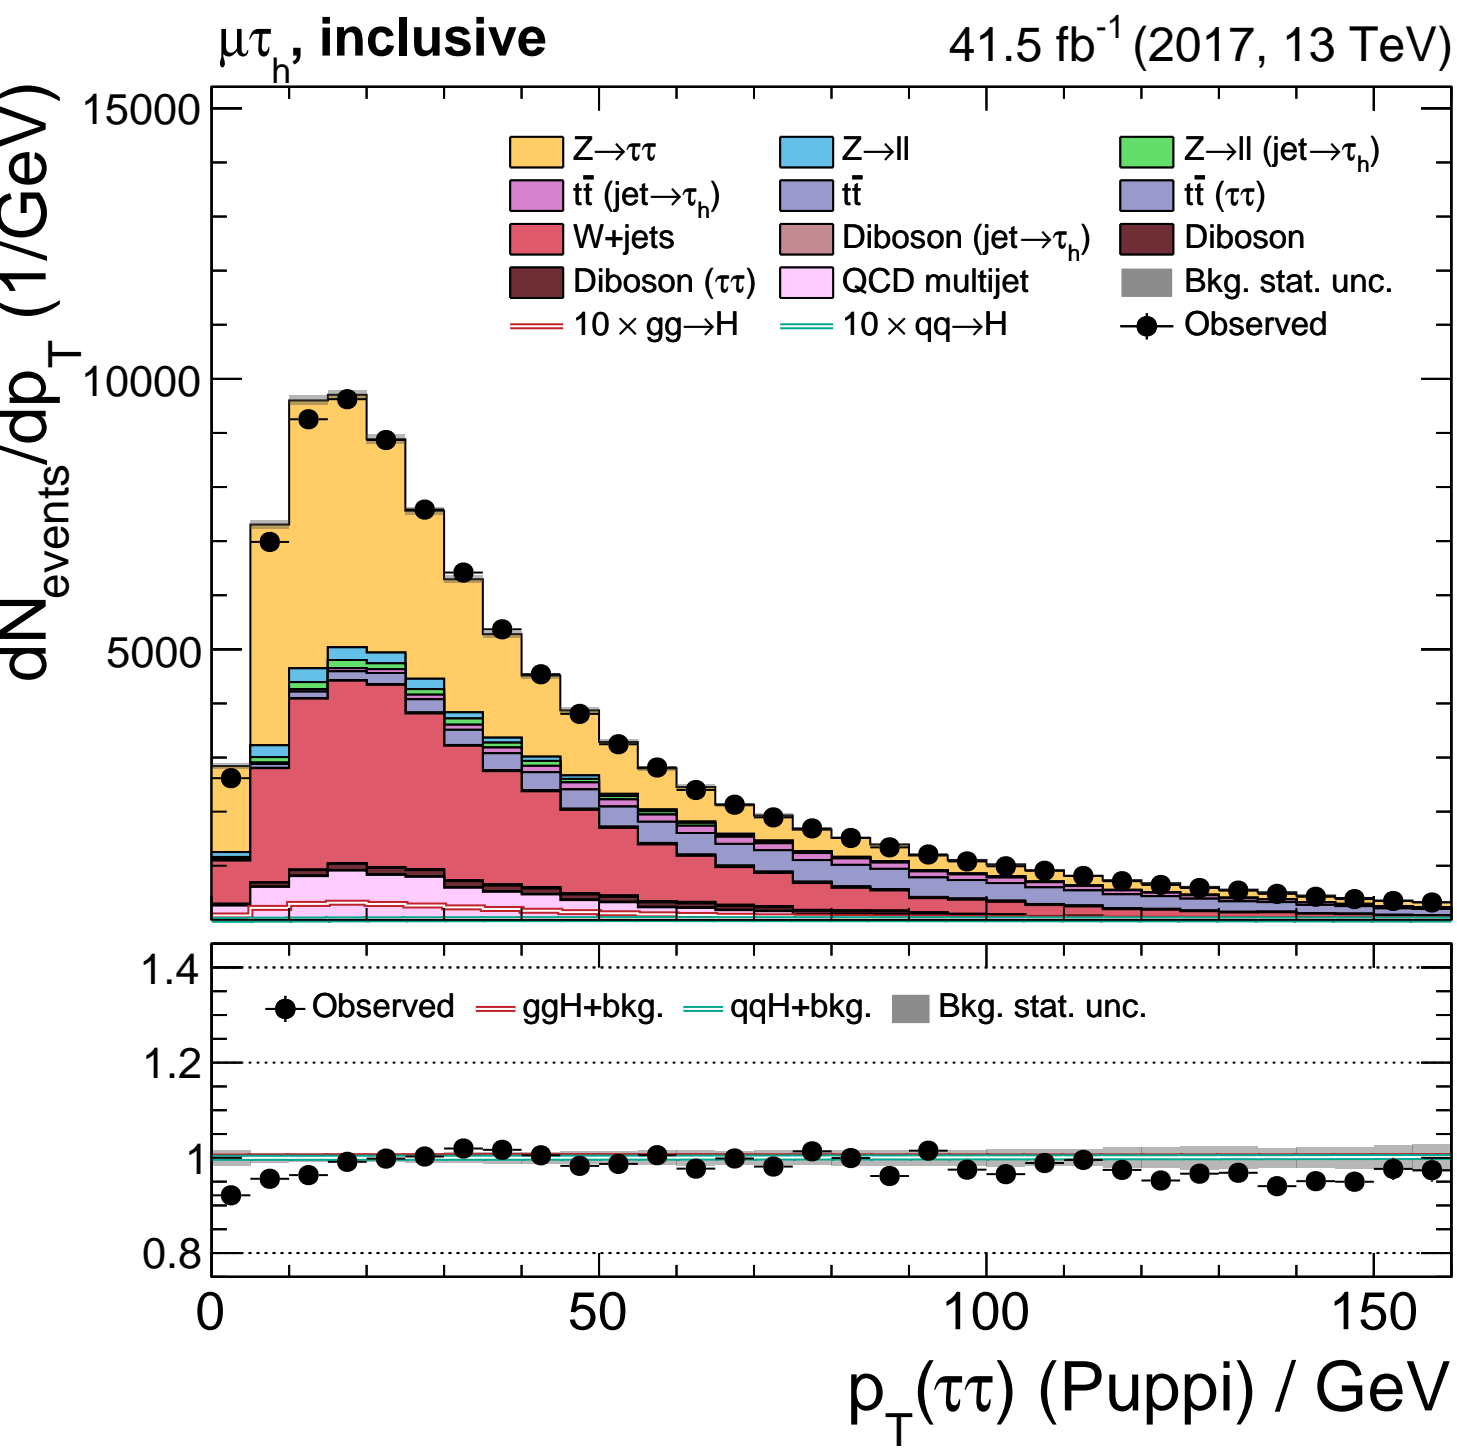 μτh, inclusive 41.5 fb-1 (2017, 13 TeV)
dNevents/dpT (1/GeV)
15000
10000
5000
Z→ττ Z→ll Z→ll (jet→τh)
tt̄ (jet→τh) tt̄ tt̄ (ττ)
W+jets Diboson (jet→τh) Diboson
Diboson (ττ) QCD multijet Bkg. stat. unc.
10 × gg→H 10 × qq→H Observed
1.4
Observed ggH+bkg. qqH+bkg. Bkg. stat. unc.
1.2
1
0.8
0 50 100 150
pT(ττ) (Puppi) / GeV